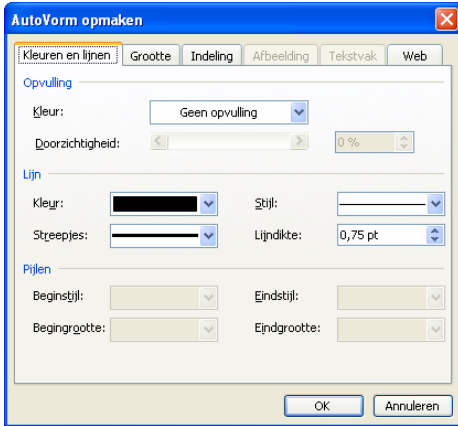 AutoVorm opmaken
Kleuren en lijnen Grootte Indeling Afbeelding Tekstvak Web
Opvulling
Kleur: Geen opvulling
Doorzichtigheid: 0 %
Lijn
Kleur: Stijl:
Streepjes: Lijndikte: 0,75 pt
Pijlen
Beginstijl: Eindstijl:
Begingrootte: Eindgrootte:
OK Annuleren